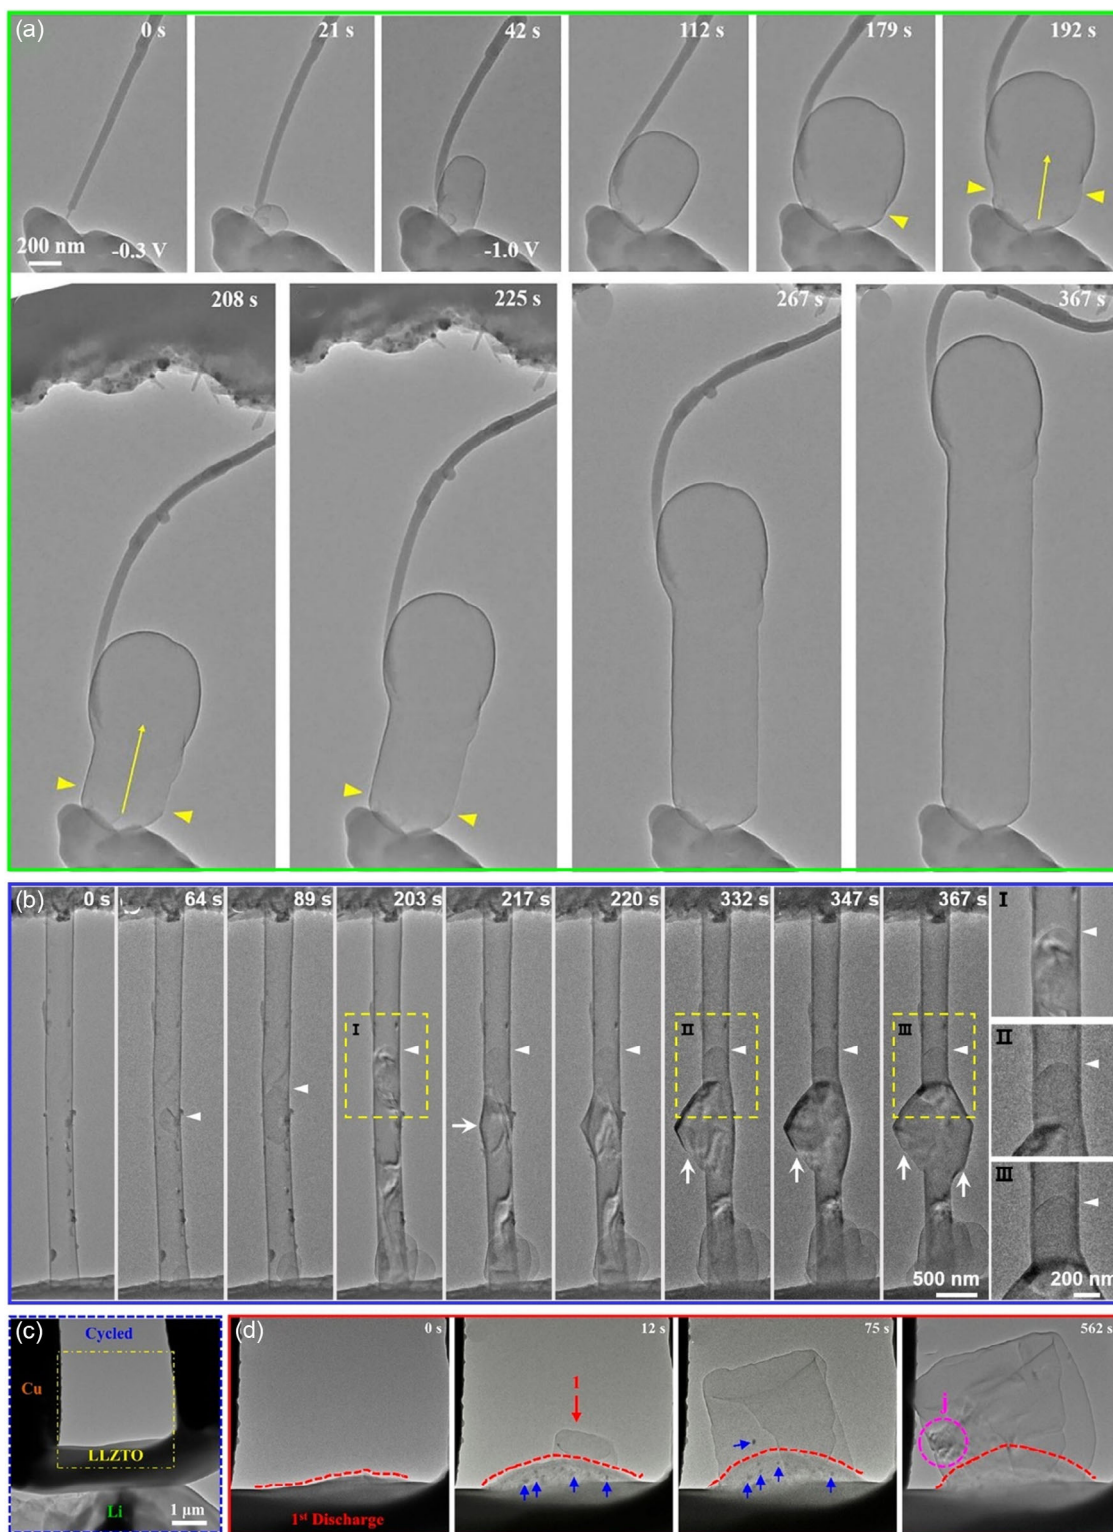 (a)
0 s
21 s
42 s
112 s
179 s
192 s
200 nm
-0.3 V
-1.0 V
208 s
225 s
267 s
367 s
(b)
0 s
64 s
89 s
203 s
217 s
220 s
332 s
347 s
367 s
I
I
II
III
II
III
500 nm
200 nm
(c)
Cycled
Cu
LLZTO
Li
1 μm
(d)
0 s
12 s
75 s
562 s
1
j
1st Discharge